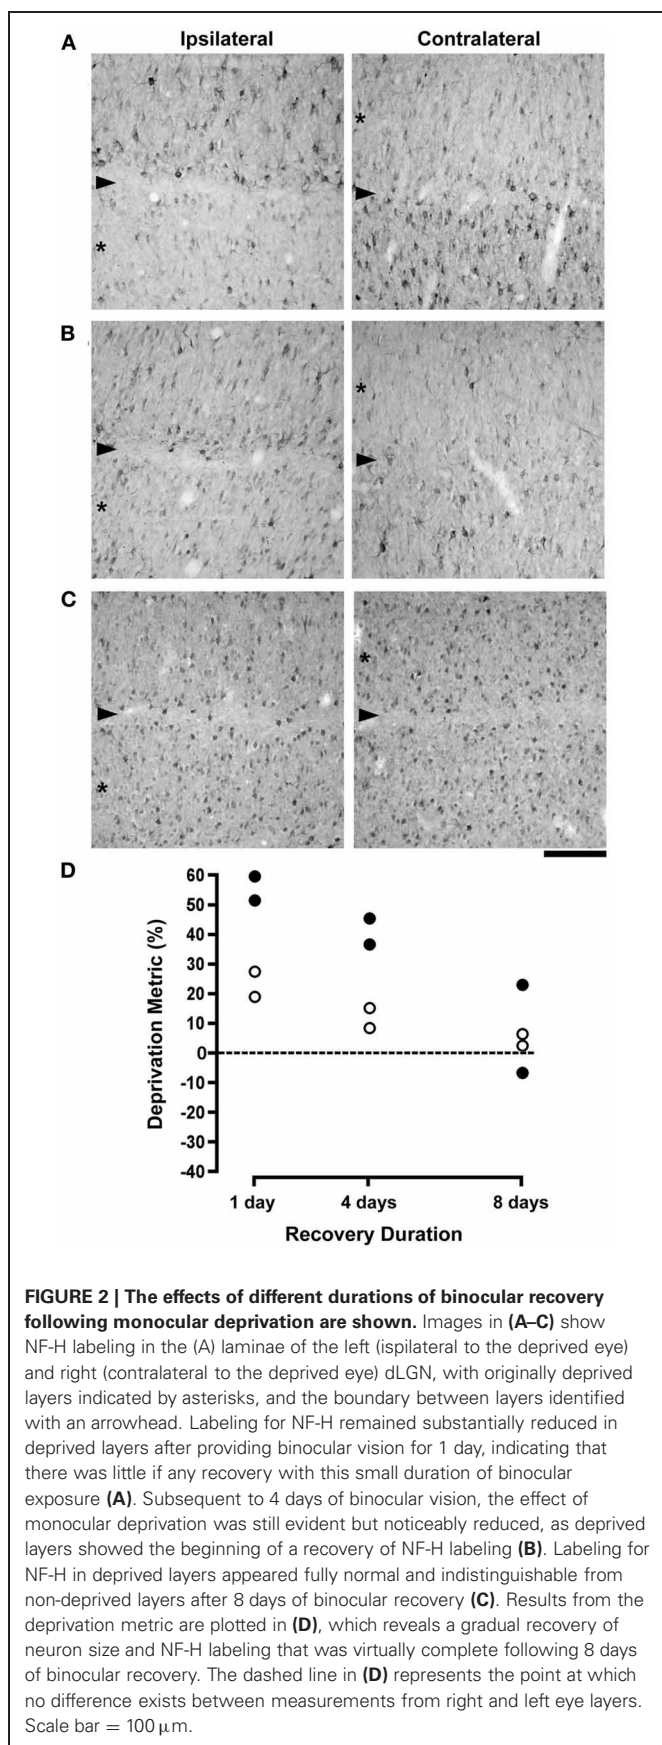 Ipsilateral
Contralateral
A
*
*
B
*
*
C
*
*
D
60
50
40
30
20
10
0
-10
-20
-30
-40
Deprivation Metric (%)
1 day
4 days
8 days
Recovery Duration
FIGURE 2 | The effects of different durations of binocular recovery
following monocular deprivation are shown. Images in (A–C) show
NF-H labeling in the (A) laminae of the left (ispilateral to the deprived eye)
and right (contralateral to the deprived eye) dLGN, with originally deprived
layers indicated by asterisks, and the boundary between layers identified
with an arrowhead. Labeling for NF-H remained substantially reduced in
deprived layers after providing binocular vision for 1 day, indicating that
there was little if any recovery with this small duration of binocular
exposure (A). Subsequent to 4 days of binocular vision, the effect of
monocular deprivation was still evident but noticeably reduced, as deprived
layers showed the beginning of a recovery of NF-H labeling (B). Labeling for
NF-H in deprived layers appeared fully normal and indistinguishable from
non-deprived layers after 8 days of binocular recovery (C). Results from the
deprivation metric are plotted in (D), which reveals a gradual recovery of
neuron size and NF-H labeling that was virtually complete following 8 days
of binocular recovery. The dashed line in (D) represents the point at which
no difference exists between measurements from right and left eye layers.
Scale bar = 100 μm.